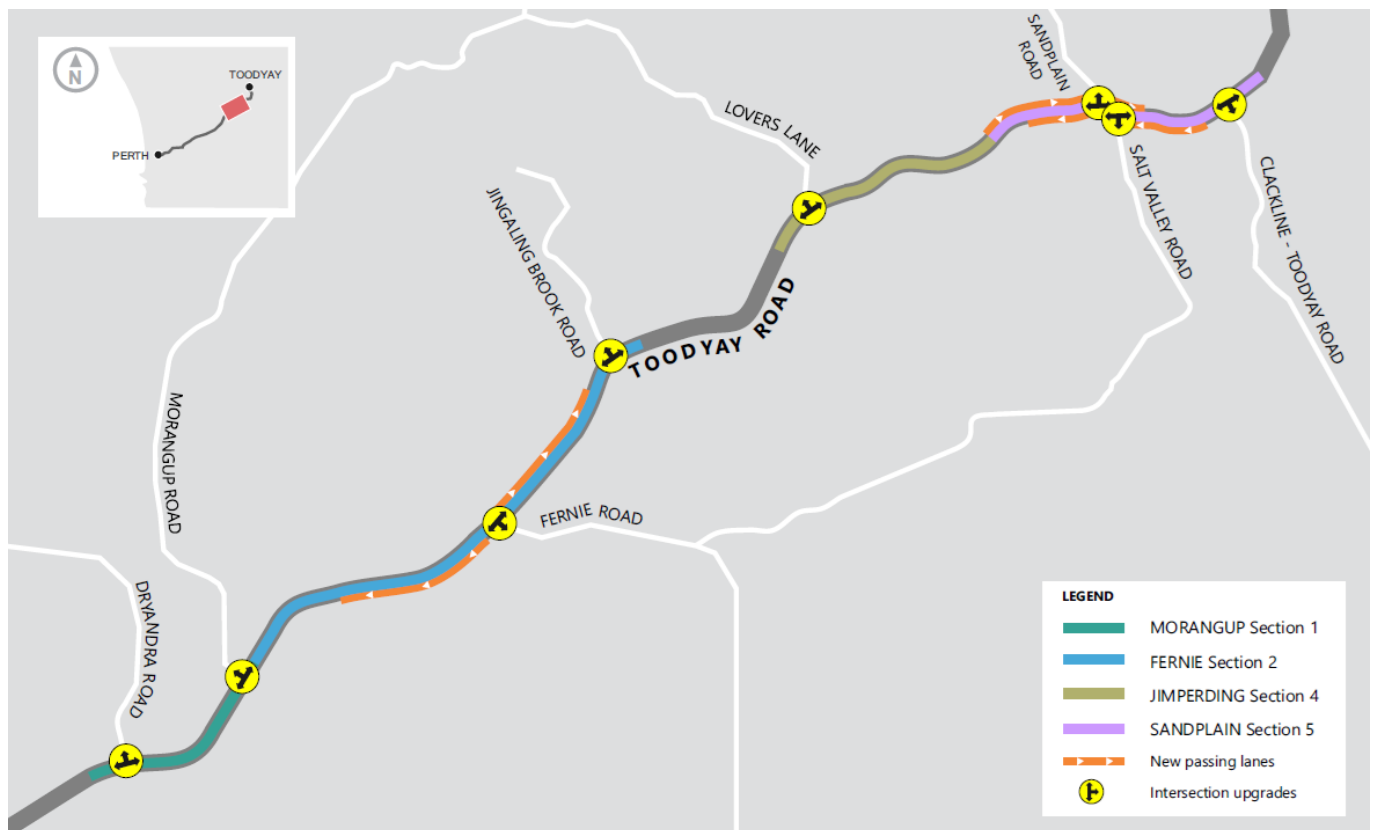 N
TOODYAY
PERTH
SANDPLAIN
ROAD
LOVERS LANE
JINGALING BROOK ROAD
SALT VALLEY ROAD
CLACKLINE - TOODYAY ROAD
TOODYAY ROAD
MORANGUP ROAD
FERNIE ROAD
DRYANDRA ROAD
LEGEND
MORANGUP Section 1
FERNIE Section 2
JIMPERDING Section 4
SANDPLAIN Section 5
New passing lanes
Intersection upgrades